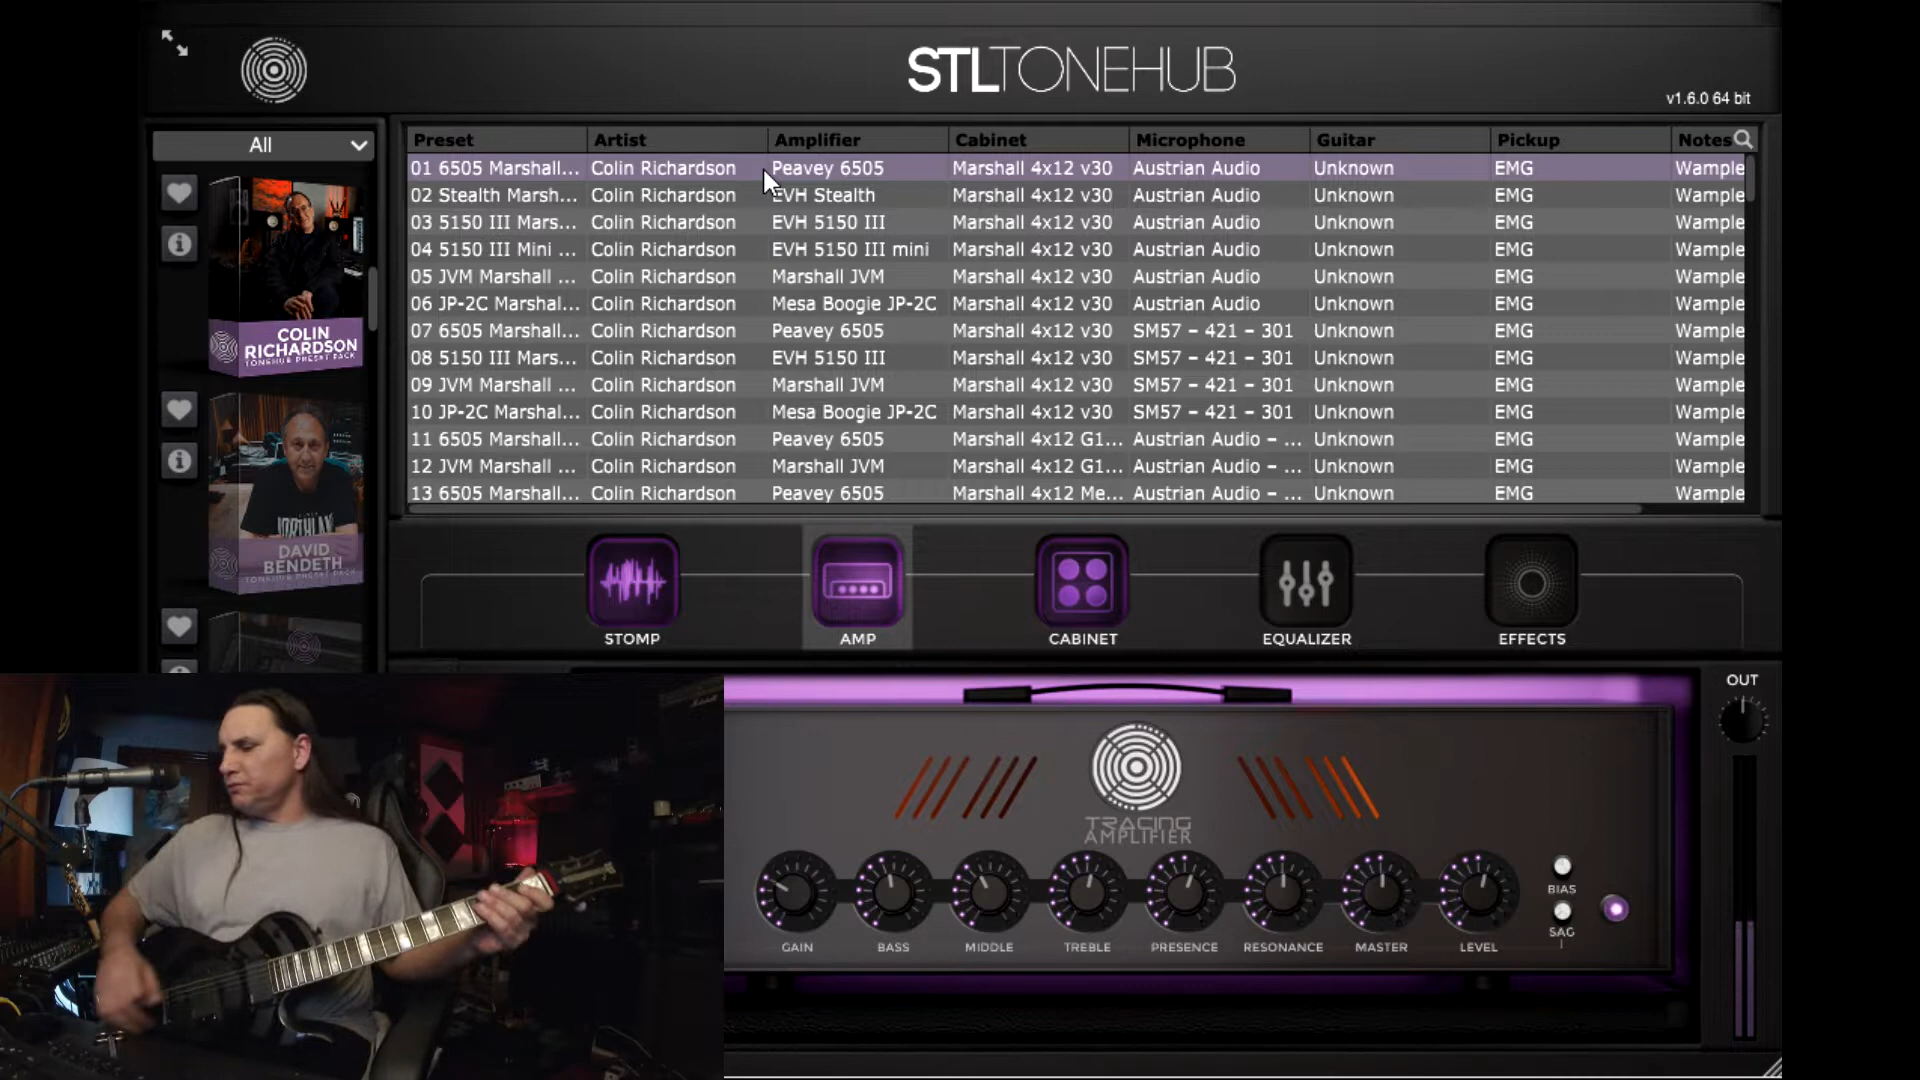 STLTONEHUB
v1.6.0 64 bit
All
Preset Artist Amplifier Cabinet Microphone Guitar Pickup Notes
01 6505 Marshall... Colin Richardson Peavey 6505 Marshall 4x12 v30 Austrian Audio Unknown EMG Wample
02 Stealth Marsh... Colin Richardson EVH Stealth Marshall 4x12 v30 Austrian Audio Unknown EMG Wample
03 5150 III Mars... Colin Richardson EVH 5150 III Marshall 4x12 v30 Austrian Audio Unknown EMG Wample
04 5150 III Mini ... Colin Richardson EVH 5150 III mini Marshall 4x12 v30 Austrian Audio Unknown EMG Wample
05 JVM Marshall ... Colin Richardson Marshall JVM Marshall 4x12 v30 Austrian Audio Unknown EMG Wample
06 JP-2C Marshal... Colin Richardson Mesa Boogie JP-2C Marshall 4x12 v30 Austrian Audio Unknown EMG Wample
07 6505 Marshall... Colin Richardson Peavey 6505 Marshall 4x12 v30 SM57 – 421 – 301 Unknown EMG Wample
08 5150 III Mars... Colin Richardson EVH 5150 III Marshall 4x12 v30 SM57 – 421 – 301 Unknown EMG Wample
09 JVM Marshall ... Colin Richardson Marshall JVM Marshall 4x12 v30 SM57 – 421 – 301 Unknown EMG Wample
10 JP-2C Marshal... Colin Richardson Mesa Boogie JP-2C Marshall 4x12 v30 SM57 – 421 – 301 Unknown EMG Wample
11 6505 Marshall... Colin Richardson Peavey 6505 Marshall 4x12 G1... Austrian Audio – ... Unknown EMG Wample
12 JVM Marshall ... Colin Richardson Marshall JVM Marshall 4x12 G1... Austrian Audio – ... Unknown EMG Wample
13 6505 Marshall... Colin Richardson Peavey 6505 Marshall 4x12 Me... Austrian Audio – ... Unknown EMG Wample
COLIN
RICHARDSON
TONEHUB PRESET PACK
NORTHLAN
DAVID
BENDETH
TONEHUB PRESET PACK
STOMP AMP CABINET EQUALIZER EFFECTS
OUT
TRACING
AMPLIFIER
BIAS
SAG
GAIN BASS MIDDLE TREBLE PRESENCE RESONANCE MASTER LEVEL